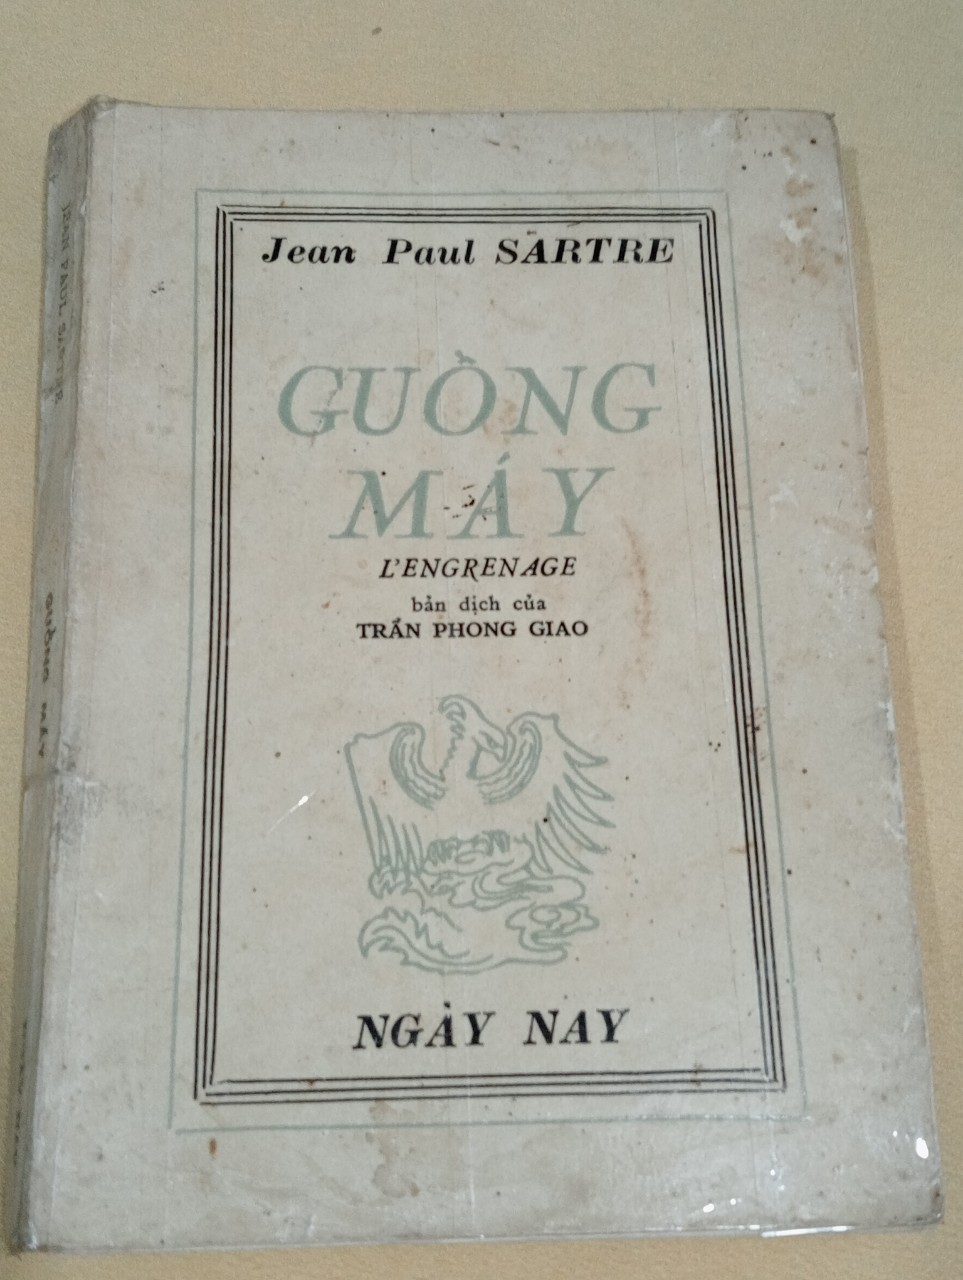 Jean Paul SARTRE
GUỒNG
MÁY
L'ENGRENAGE
bản dịch của
TRẦN PHONG GIAO
NGÀY NAY
JEAN PAUL SARTRE
GUỒNG MÁY